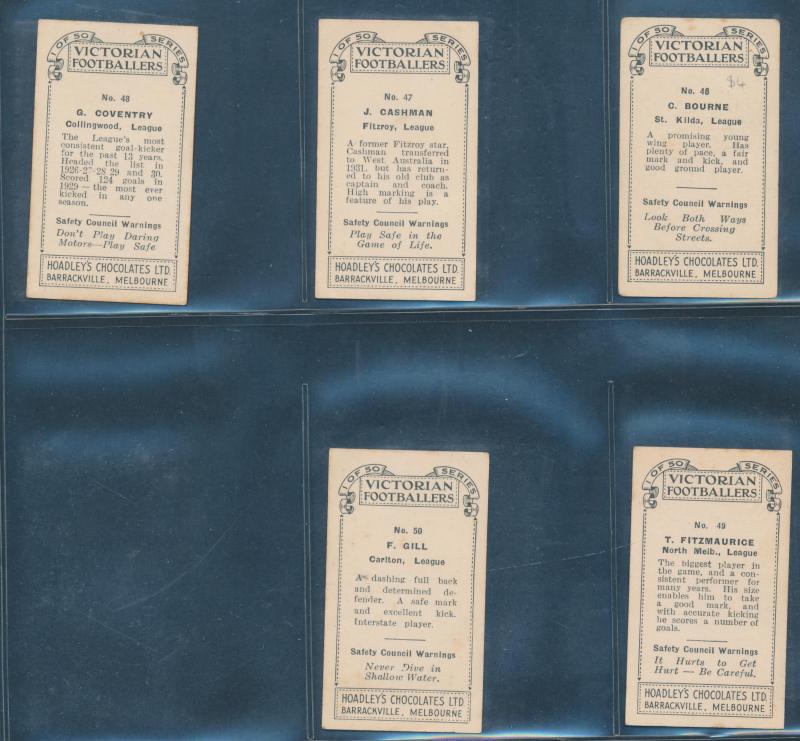 1 OF 50 SERIES
VICTORIAN
FOOTBALLERS
No. 48
G. COVENTRY
Collingwood, League
The League's most
consistent goal-kicker
for the past 13 years.
Headed the list in
1926-27-28 29 and 30.
Scored 124 goals in
1929 — the most ever
kicked in any one
season.
Safety Council Warnings
Don't Play Daring
Motors—Play Safe
HOADLEY'S CHOCOLATES LTD.
BARRACKVILLE, MELBOURNE
1 OF 50 SERIES
VICTORIAN
FOOTBALLERS
No. 47
J. CASHMAN
Fitzroy, League
A former Fitzroy star,
Cashman transferred
to West Australia in
1931, but has return-
ed to his old club as
captain and coach.
High marking is a
feature of his play.
Safety Council Warnings
Play Safe in the
Game of Life.
HOADLEY'S CHOCOLATES LTD.
BARRACKVILLE, MELBOURNE
1 OF 50 SERIES
VICTORIAN
FOOTBALLERS
$4
No. 46
C. BOURNE
St. Kilda, League
A promising young
wing player. Has
plenty of pace, a fair
mark and kick, and
good ground player.
Safety Council Warnings
Look Both Ways
Before Crossing
Streets.
HOADLEY'S CHOCOLATES LTD.
BARRACKVILLE, MELBOURNE
1 OF 50 SERIES
VICTORIAN
FOOTBALLERS
No. 50
F. GILL
Carlton, League
A dashing full back
and determined de-
fender. A safe mark
and excellent kick.
Interstate player.
Safety Council Warnings
Never Dive in
Shallow Water.
HOADLEY'S CHOCOLATES LTD.
BARRACKVILLE, MELBOURNE
1 OF 50 SERIES
VICTORIAN
FOOTBALLERS
No. 49
T. FITZMAURICE
North Melb., League
The biggest player in
the game, and a con-
sistent performer for
many years. His size
enables him to take
a good mark, and
with accurate kicking
he scores a number of
goals.
Safety Council Warnings
It Hurts to Get
Hurt — Be Careful.
HOADLEY'S CHOCOLATES LTD.
BARRACKVILLE, MELBOURNE